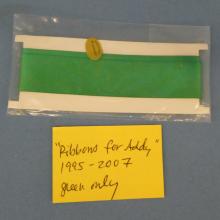 "Ribbons for Addy"
1995-2007
green only